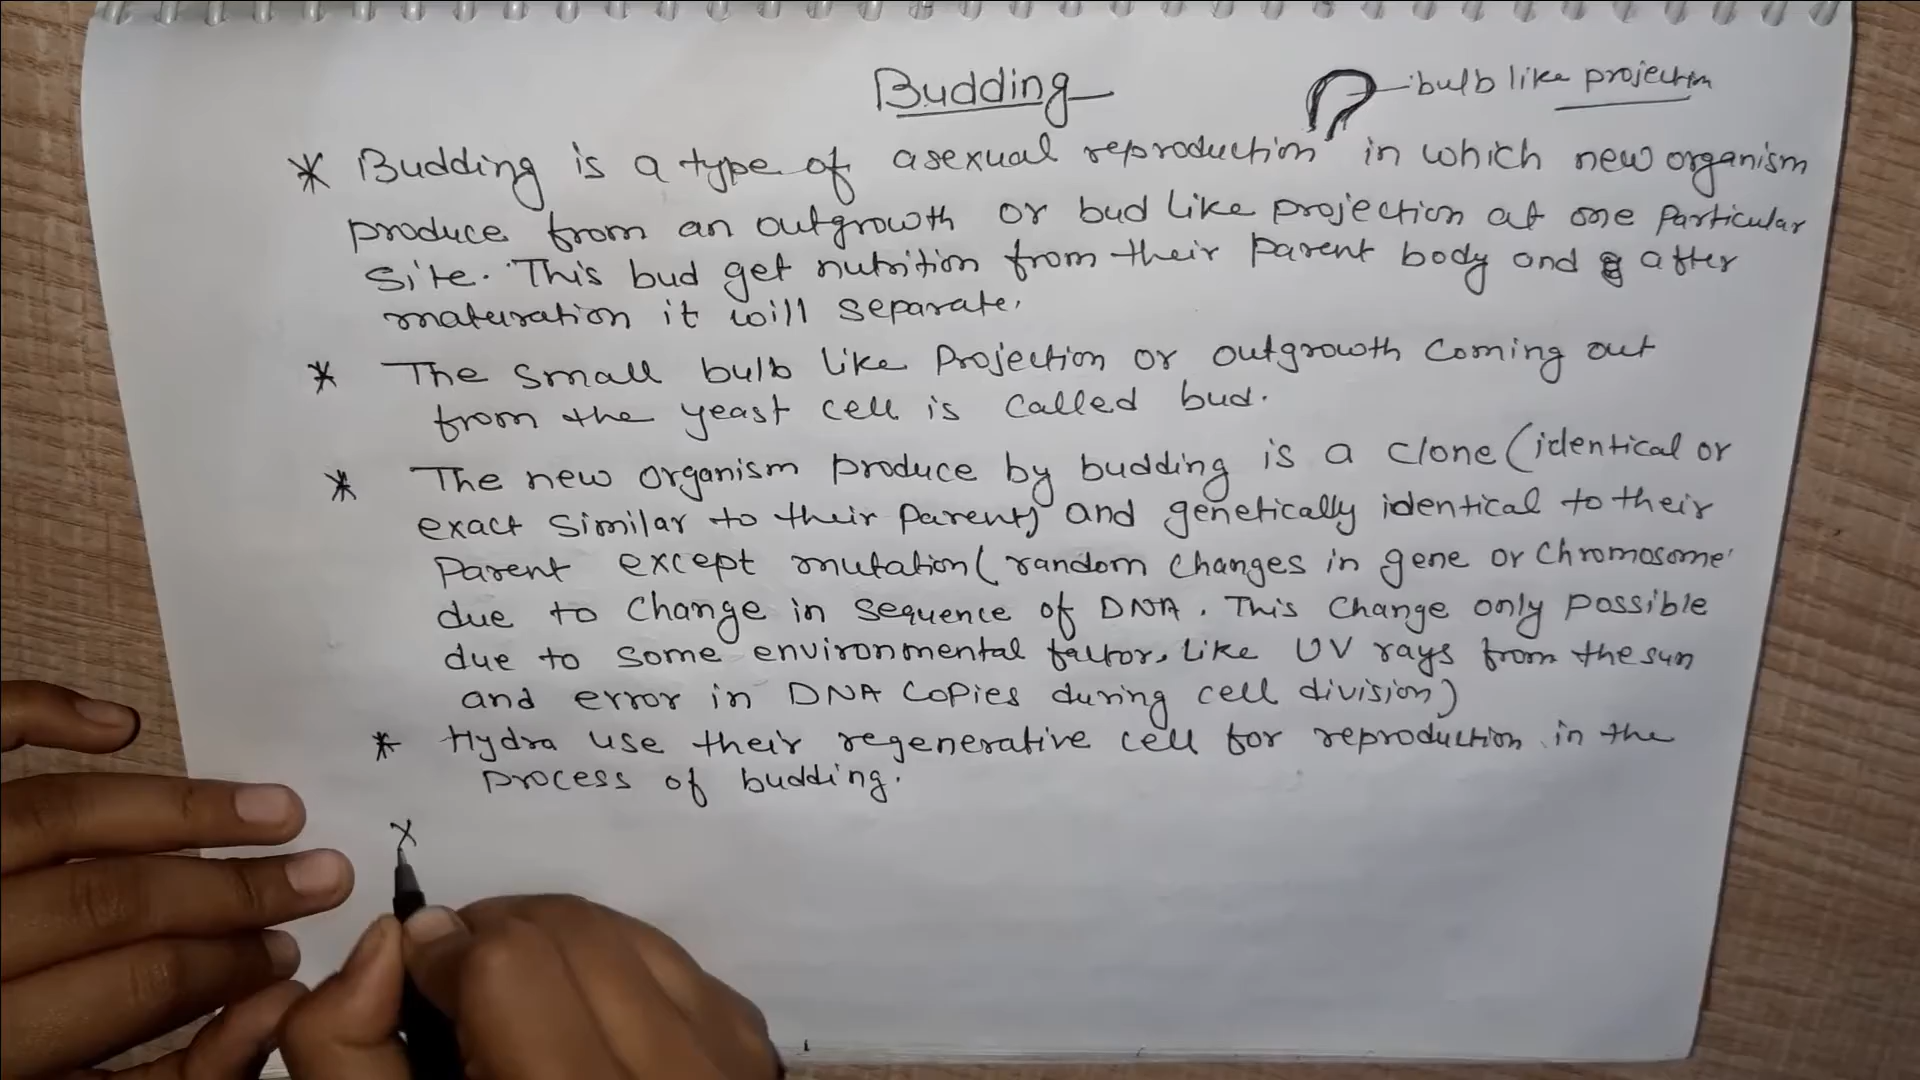 Budding
bulb like projection
* Budding is a type of asexual reproduction in which new organism
produce from an outgrowth or bud like projection at one particular
site. This bud get nutrition from their parent body and after
maturation it will separate.
* The small bulb like projection or outgrowth coming out
from the yeast cell is called bud.
* The new organism produce by budding is a clone (identical or
exact similar to their parent) and genetically identical to their
parent except mutation (random changes in gene or chromosome
due to change in sequence of DNA. This change only possible
due to some environmental factor, like UV rays from the sun
and error in DNA copies during cell division)
* Hydra use their regenerative cell for reproduction in the
process of budding.